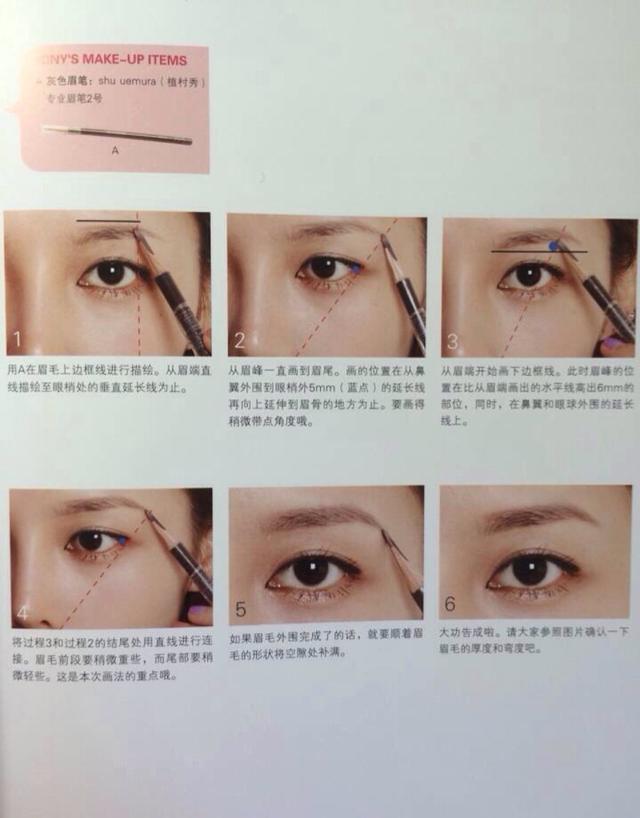 ONY'S MAKE-UP ITEMS
灰色眉笔：shu uemura（植村秀）
专业眉笔2号
A
1
用A在眉毛上边框线进行描绘。从眉端直
线描绘至眼梢处的垂直延长线为止。
2
从眉峰一直画到眉尾。画的位置在从鼻
翼外围到眼梢外5mm（蓝点）的延长线
再向上延伸到眉骨的地方为止。要画得
稍微带点角度哦。
3
从眉端开始画下边框线。此时眉峰的位
置在比从眉端画出的水平线高出6mm的
部位，同时，在鼻翼和眼球外围的延长
线上。
4
将过程3和过程2的结尾处用直线进行连
接。眉毛前段要稍微重些，而尾部要稍
微轻些。这是本次画法的重点哦。
5
如果眉毛外围完成了的话，就要顺着眉
毛的形状将空隙处补满。
6
大功告成啦。请大家参照图片确认一下
眉毛的厚度和弯度吧。